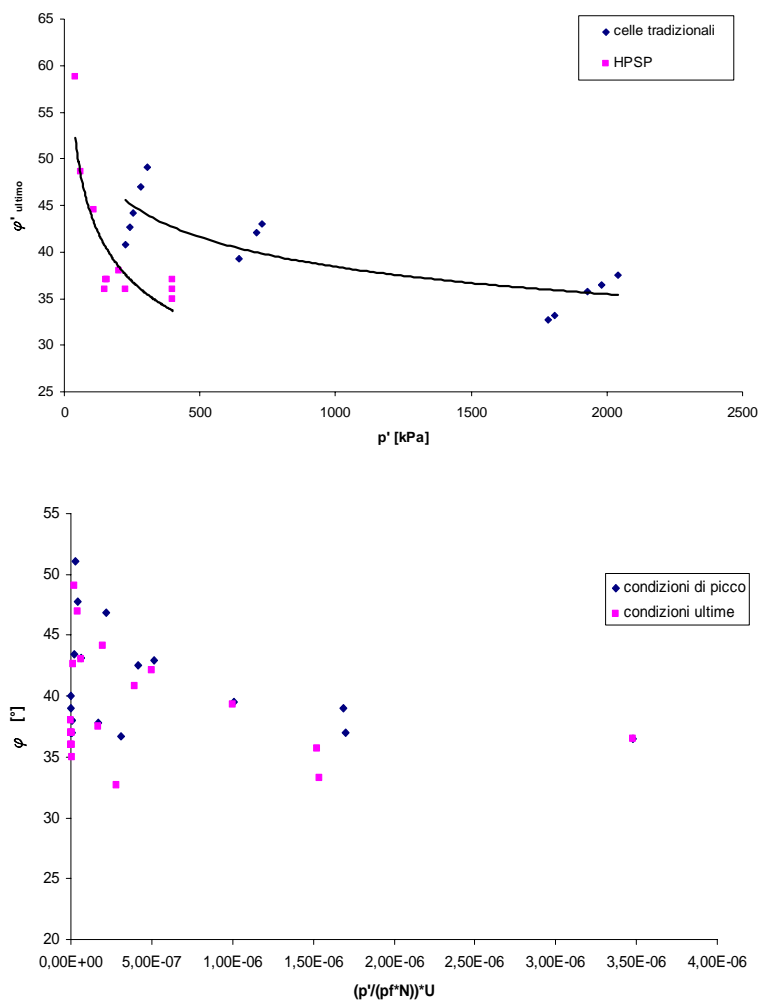 65
60
55
50
45
40
35
30
25
φ' ultimo
celle tradizionali
HPSP
0
500
1000
1500
2000
2500
p' [kPa]
55
50
45
40
35
30
25
20
φ [°]
condizioni di picco
condizioni ultime
0,00E+00
5,00E-07
1,00E-06
1,50E-06
2,00E-06
2,50E-06
3,00E-06
3,50E-06
4,00E-06
(p'/(pf*N))*U